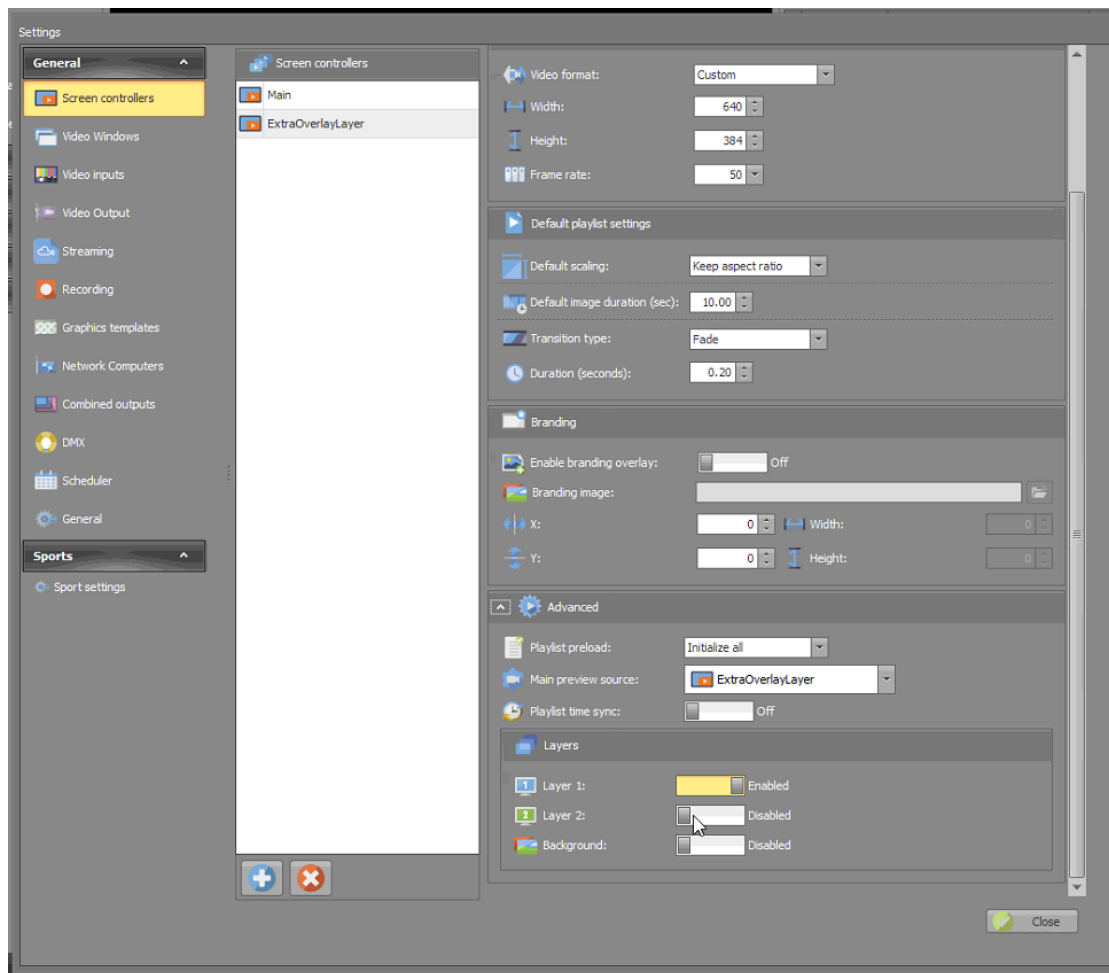 Settings
General
Screen controllers
Video Windows
Video inputs
Video Output
Streaming
Recording
Graphics templates
Network Computers
Combined outputs
DMX
Scheduler
General
Sports
Sport settings
Screen controllers
Main
ExtraOverlayLayer
Video format: Custom
Width: 640
Height: 384
Frame rate: 50
Default playlist settings
Default scaling: Keep aspect ratio
Default image duration (sec): 10.00
Transition type: Fade
Duration (seconds): 0.20
Branding
Enable branding overlay: Off
Branding image:
X: 0 Width: 0
Y: 0 Height: 0
Advanced
Playlist preload: Initialize all
Main preview source: ExtraOverlayLayer
Playlist time sync: Off
Layers
1 Layer 1: Enabled
2 Layer 2: Disabled
Background: Disabled
Close